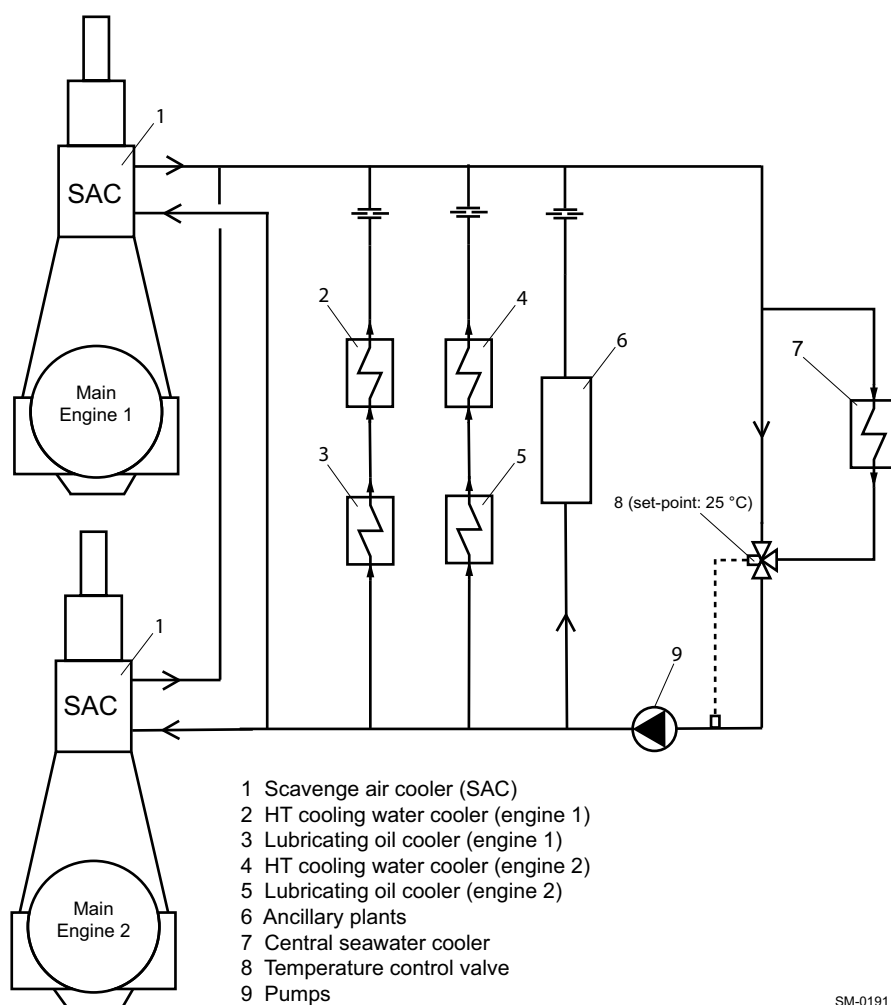 1
SAC
2
4
6
7
Main
Engine 1
3
5
8 (set-point: 25 °C)
1
9
SAC
1 Scavenge air cooler (SAC)
2 HT cooling water cooler (engine 1)
3 Lubricating oil cooler (engine 1)
4 HT cooling water cooler (engine 2)
5 Lubricating oil cooler (engine 2)
6 Ancillary plants
7 Central seawater cooler
8 Temperature control valve
9 Pumps
Main
Engine 2
SM-0191